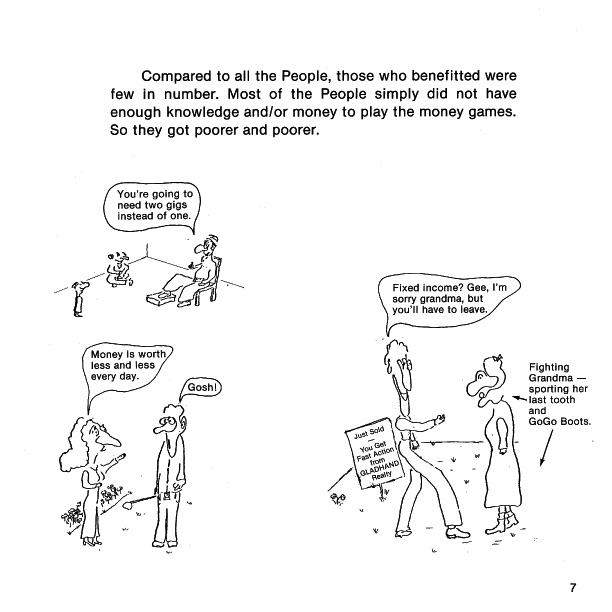 Compared to all the People, those who benefitted were
few in number. Most of the People simply did not have
enough knowledge and/or money to play the money games.
So they got poorer and poorer.
You're going to
need two gigs
instead of one.
Fixed income? Gee, I'm
sorry grandma, but
you'll have to leave.
Money is worth
less and less
every day.
Gosh!
Fighting
Grandma —
sporting her
last tooth
and
GoGo Boots.
Just Sold
—
You Get
Fast Action
from
GLADHAND
Realty
7